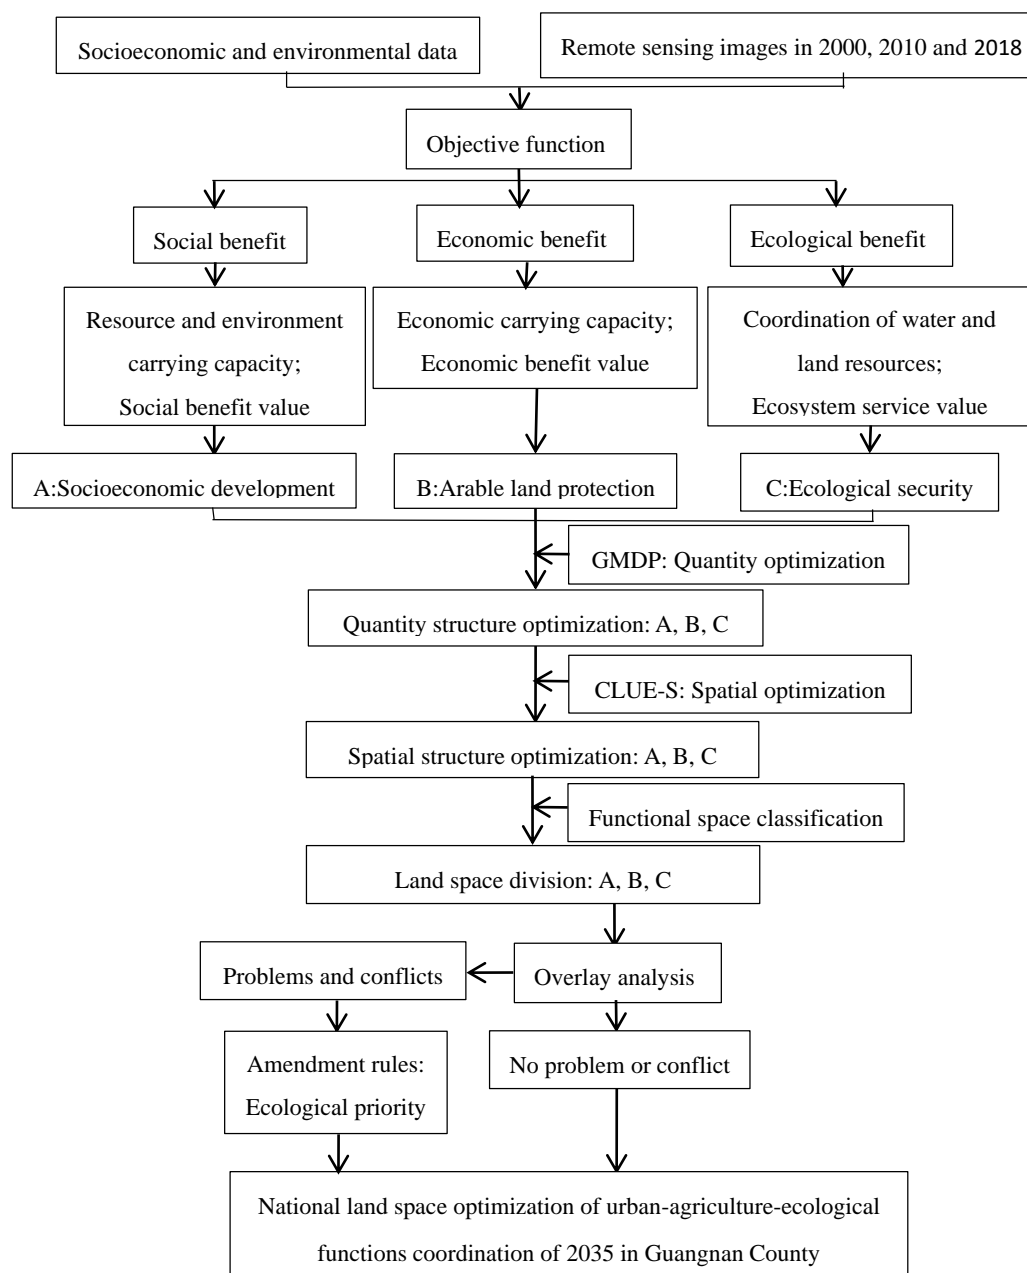 Socioeconomic and environmental data
Remote sensing images in 2000, 2010 and 2018
Objective function
Social benefit
Economic benefit
Ecological benefit
Resource and environment
carrying capacity;
Social benefit value
Economic carrying capacity;
Economic benefit value
Coordination of water and
land resources;
Ecosystem service value
A:Socioeconomic development
B:Arable land protection
C:Ecological security
GMDP: Quantity optimization
Quantity structure optimization: A, B, C
CLUE-S: Spatial optimization
Spatial structure optimization: A, B, C
Functional space classification
Land space division: A, B, C
Problems and conflicts
Overlay analysis
Amendment rules:
Ecological priority
No problem or conflict
National land space optimization of urban-agriculture-ecological
functions coordination of 2035 in Guangnan County